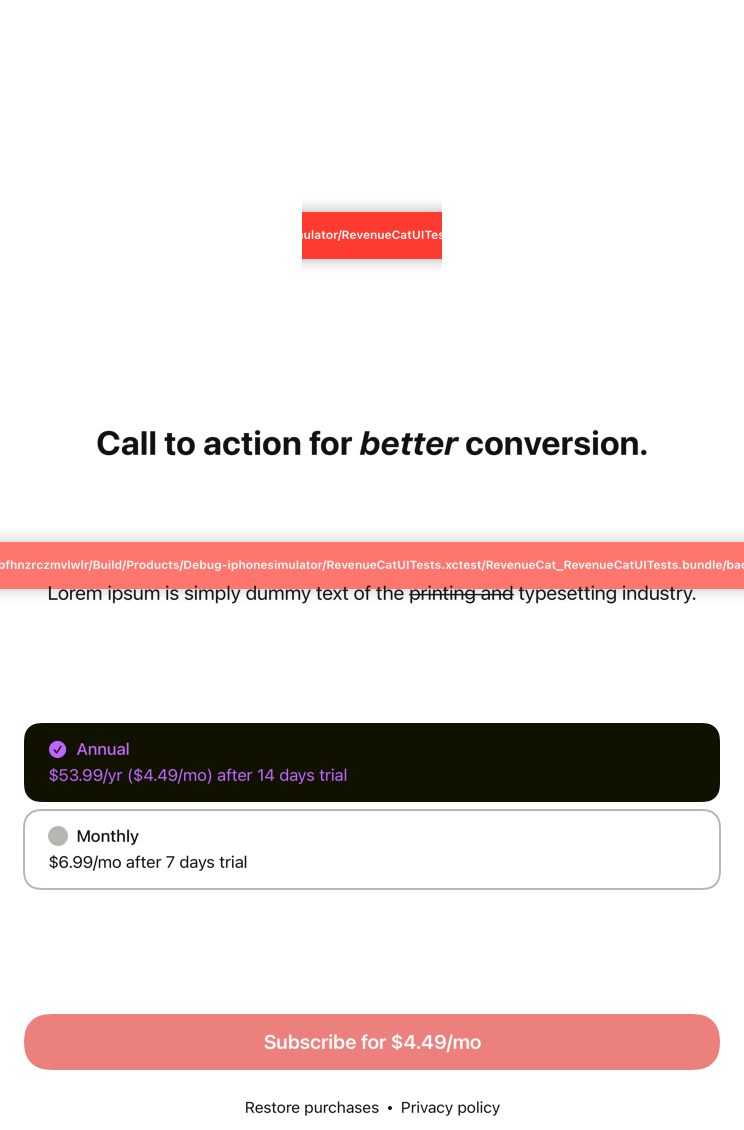 ulator/RevenueCatUITes
Call to action for better conversion.
ofhnzrczmvlwlr/Build/Products/Debug-iphonesimulator/RevenueCatUITests.xctest/RevenueCat_RevenueCatUITests.bundle/bac
Lorem ipsum is simply dummy text of the printing and typesetting industry.
Annual
$53.99/yr ($4.49/mo) after 14 days trial
Monthly
$6.99/mo after 7 days trial
Subscribe for $4.49/mo
Restore purchases • Privacy policy